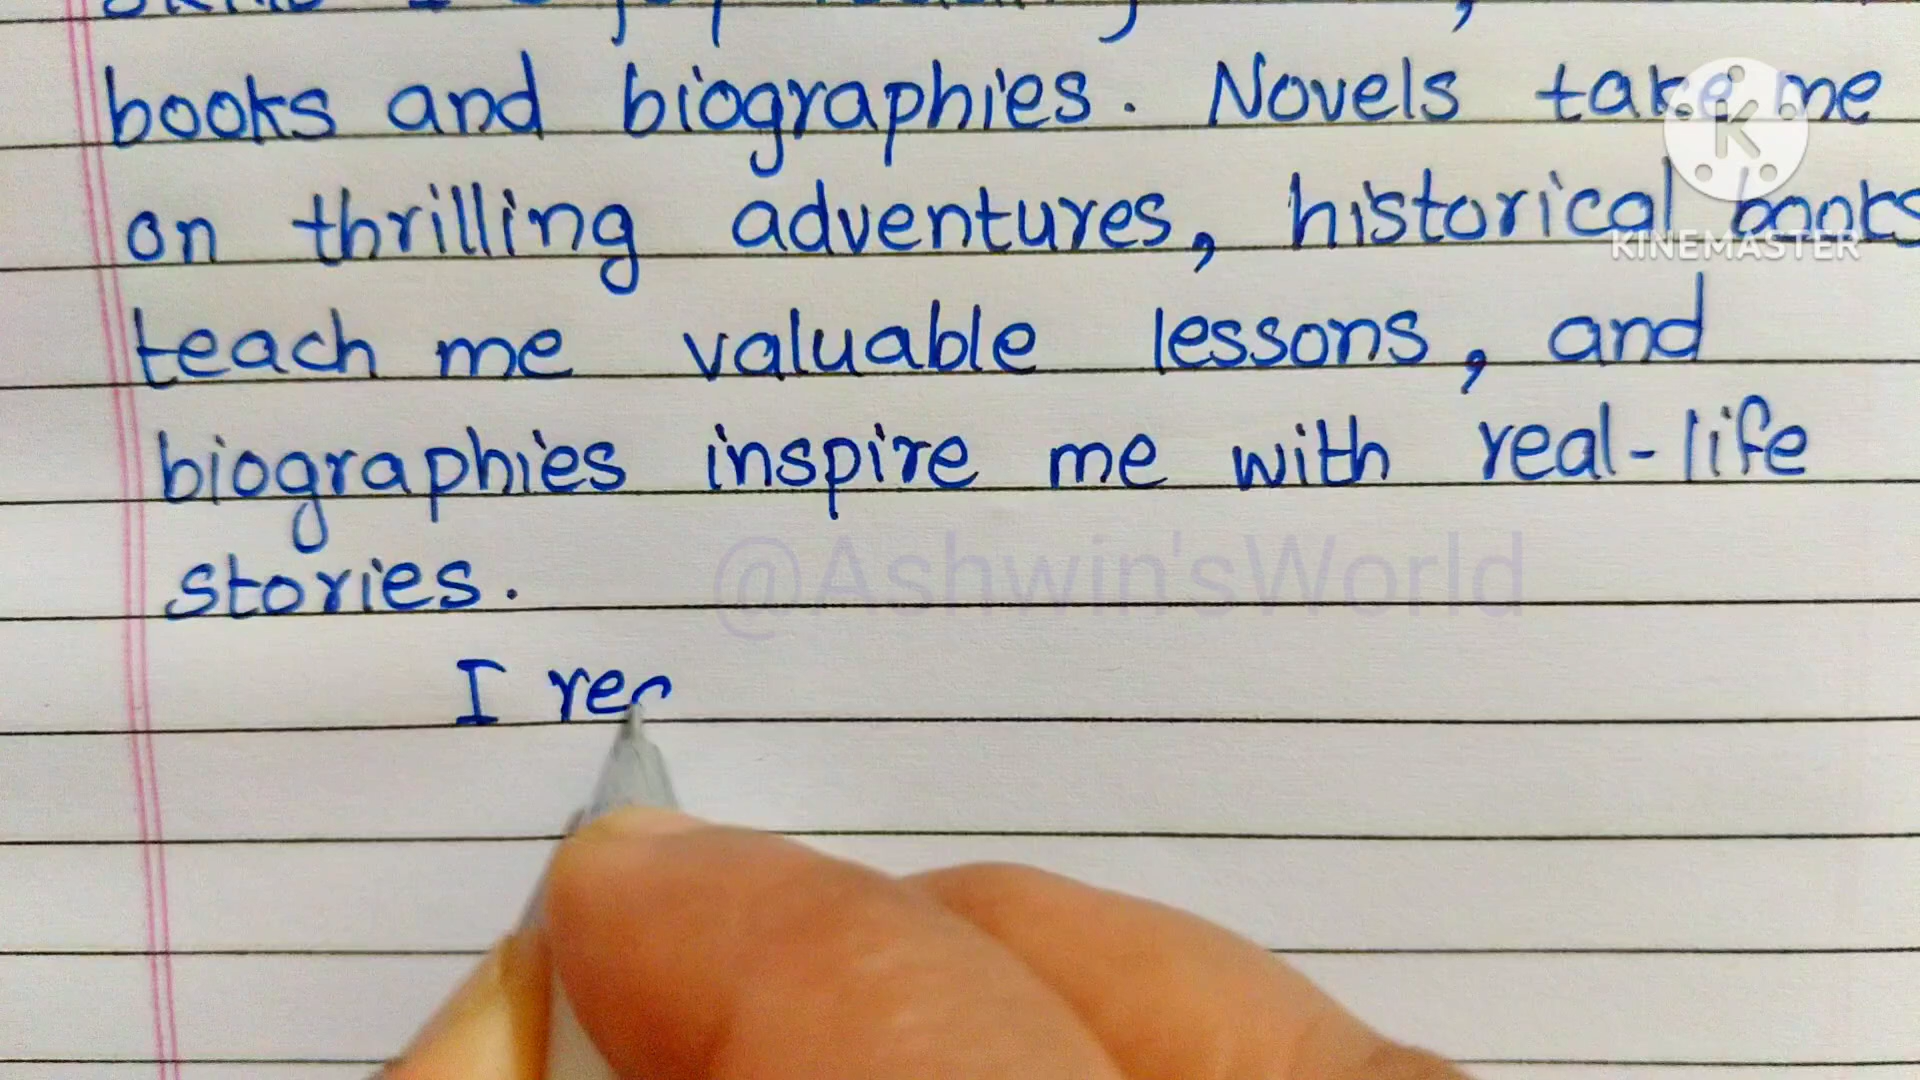 books and biographies. Novels take me
on thrilling adventures, historical books
teach me valuable lessons, and
biographies inspire me with real-life
stories.
I re
K
KINEMASTER
@Ashwin'sWorld